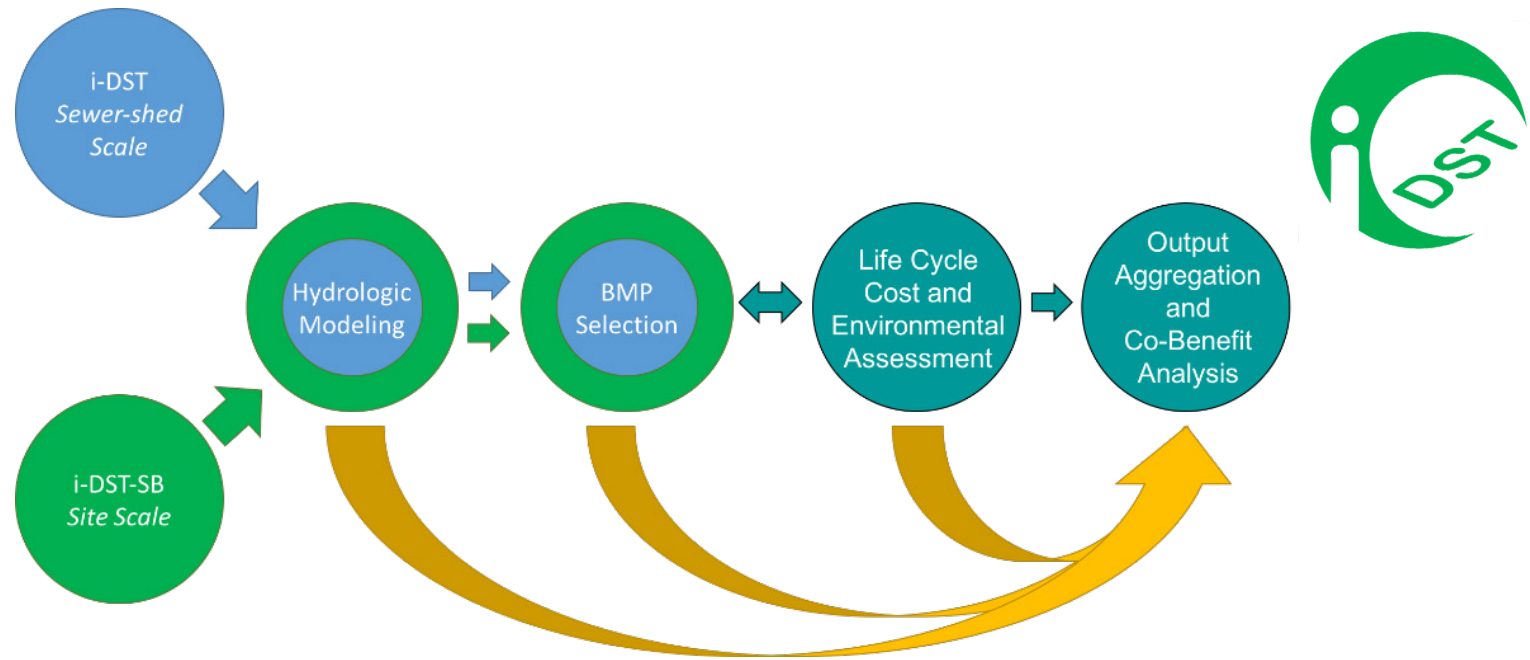 i-DST
Sewer-shed
Scale
i-DST-SB
Site Scale
Hydrologic
Modeling
BMP
Selection
Life Cycle
Cost and
Environmental
Assessment
Output
Aggregation
and
Co-Benefit
Analysis
i
DST